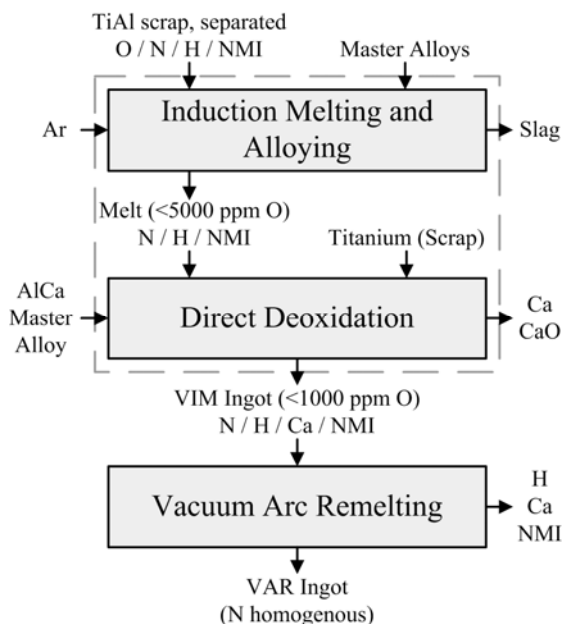 TiAl scrap, separated
O / N / H / NMI
Master Alloys
Ar
Induction Melting and
Alloying
Slag
Melt (<5000 ppm O)
N / H / NMI
Titanium (Scrap)
AlCa
Master
Alloy
Direct Deoxidation
Ca
CaO
VIM Ingot (<1000 ppm O)
N / H / Ca / NMI
Vacuum Arc Remelting
H
Ca
NMI
VAR Ingot
(N homogenous)